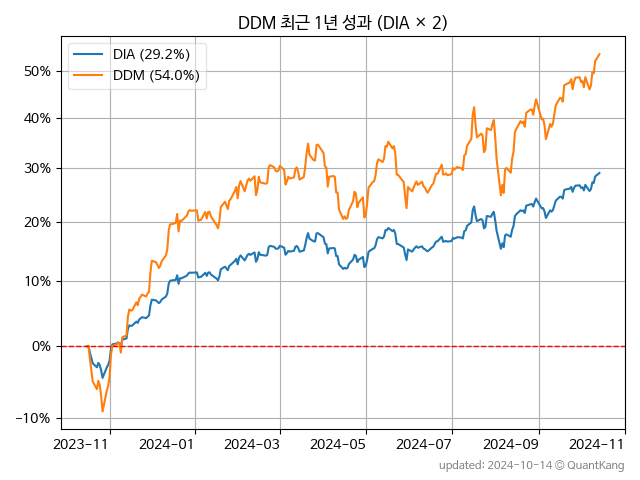 DDM 최근 1년 성과 (DIA × 2)
DIA (29.2%)
DDM (54.0%)
50%
40%
30%
20%
10%
0%
−10%
2023-11 2024-01 2024-03 2024-05 2024-07 2024-09 2024-11
updated: 2024-10-14 © QuantKang